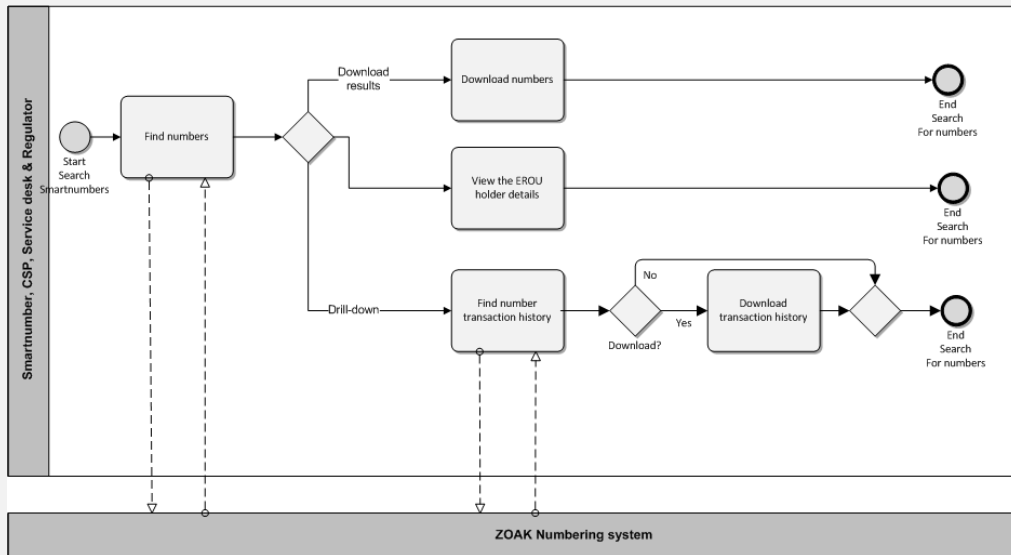 Smartnumber, CSP, Service desk & Regulator
Start
Search
Smartnumbers
Find numbers
Download
results
Download numbers
End
Search
For numbers
View the EROU
holder details
End
Search
For numbers
Drill-down
Find number
transaction history
No
Yes
Download?
Download
transaction history
End
Search
For numbers
ZOAK Numbering system